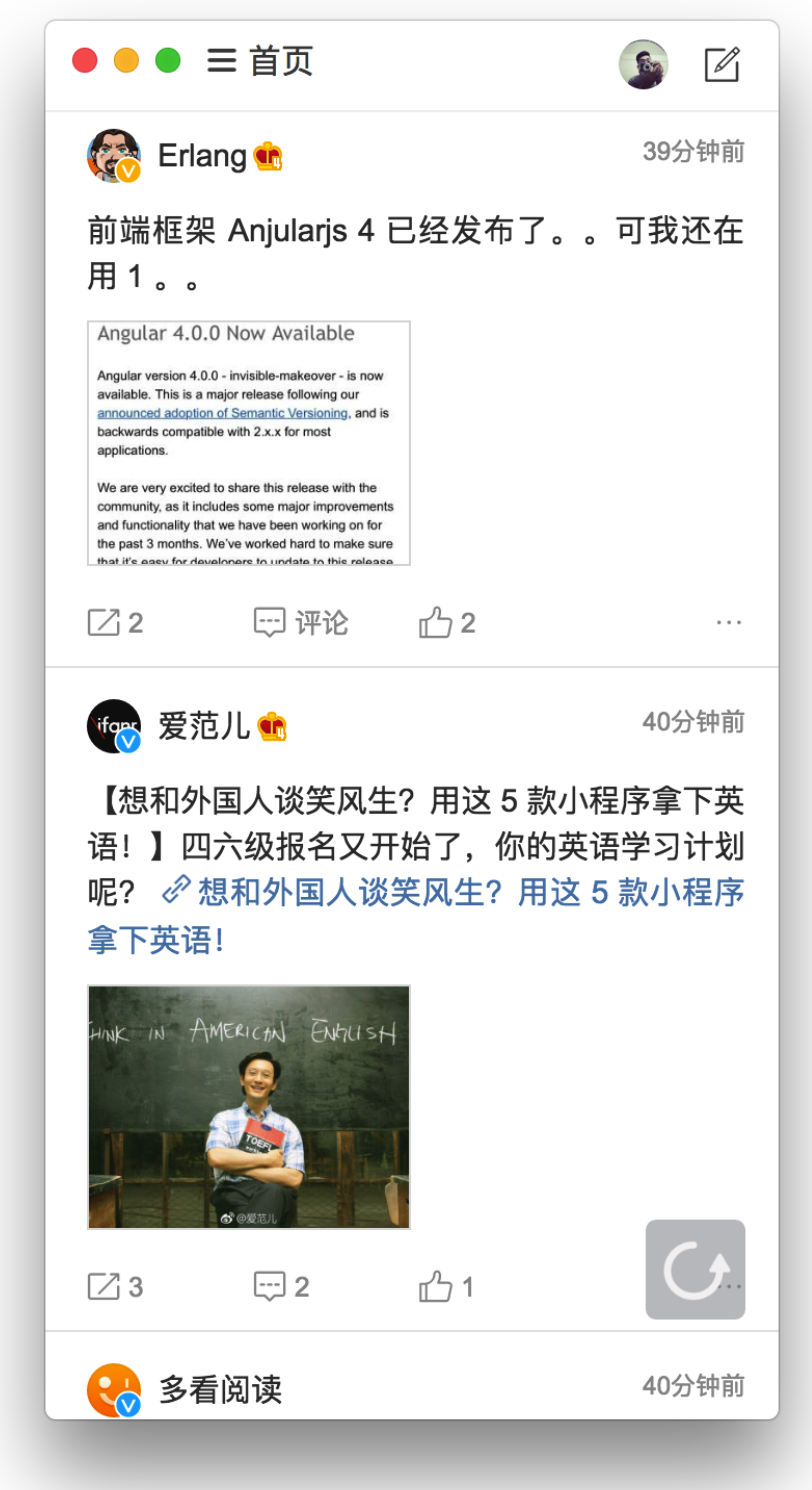 首页
Erlang
4
39分钟前
前端框架 Anjularjs 4 已经发布了。。可我还在
用 1 。。
Angular 4.0.0 Now Available
Angular version 4.0.0 - invisible-makeover - is now
available. This is a major release following our
announced adoption of Semantic Versioning, and is
backwards compatible with 2.x.x for most
applications.
We are very excited to share this release with the
community, as it includes some major improvements
and functionality that we have been working on for
the past 3 months. We've worked hard to make sure
that it's easy for developers to update to this release
2 评论 2
ifanr
爱范儿
4
40分钟前
【想和外国人谈笑风生？用这 5 款小程序拿下英
语！】四六级报名又开始了，你的英语学习计划
呢？ 想和外国人谈笑风生？用这 5 款小程序
拿下英语！
THINK IN AMERICAN ENGLISH
TOEFL
@爱范儿
3 2 1
多看阅读
40分钟前